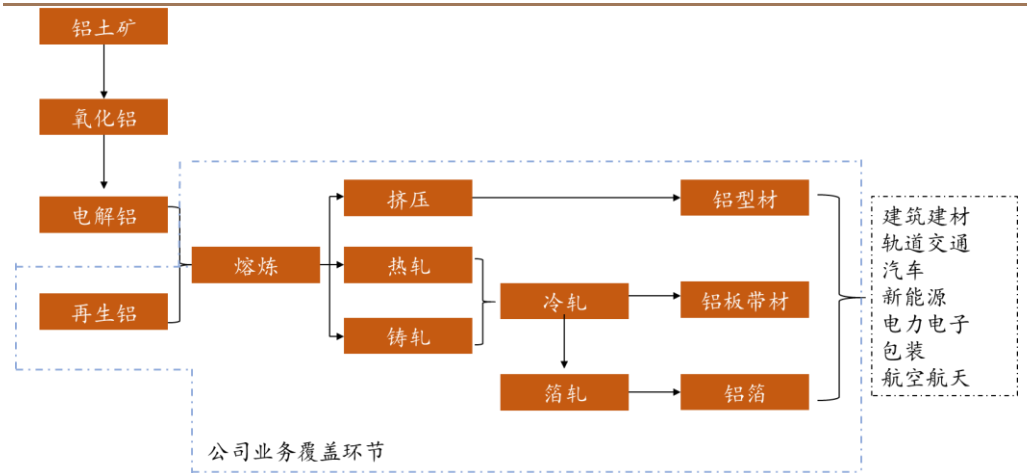 铝土矿
氧化铝
电解铝
再生铝
熔炼
挤压
热轧
铸轧
冷轧
箔轧
铝型材
铝板带材
铝箔
建筑建材
轨道交通
汽车
新能源
电力电子
包装
航空航天
公司业务覆盖环节